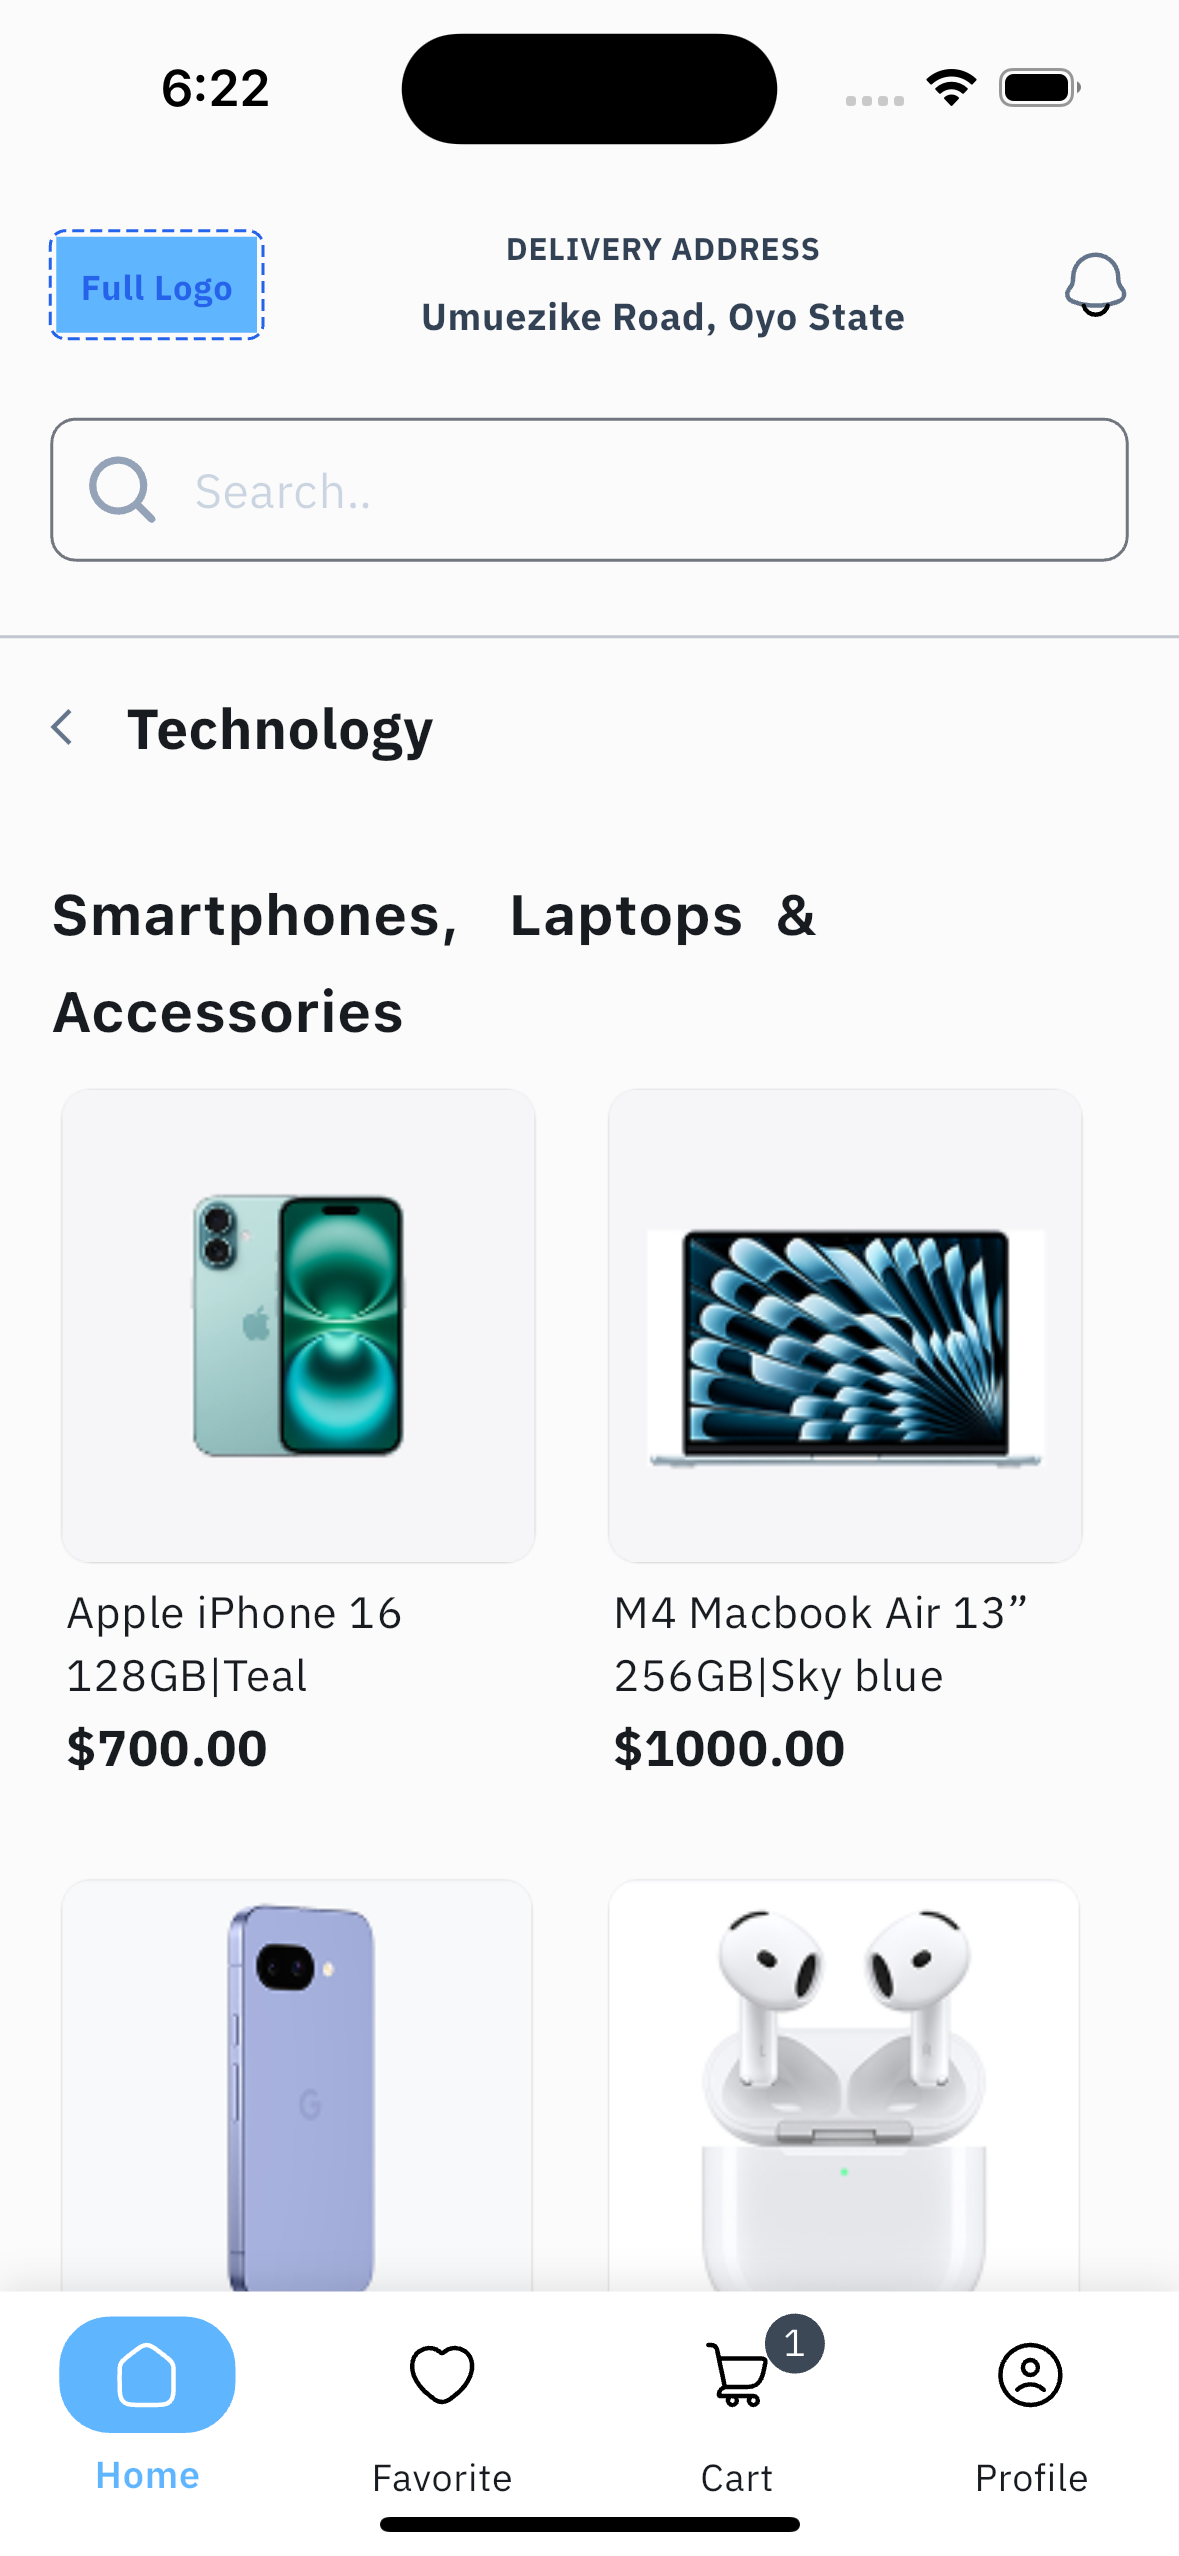 6:22
Full Logo
DELIVERY ADDRESS
Umuezike Road, Oyo State
Search..
Technology
Smartphones, Laptops &
Accessories
Apple iPhone 16
128GB|Teal
$700.00
M4 Macbook Air 13”
256GB|Sky blue
$1000.00
1
Home
Favorite
Cart
Profile